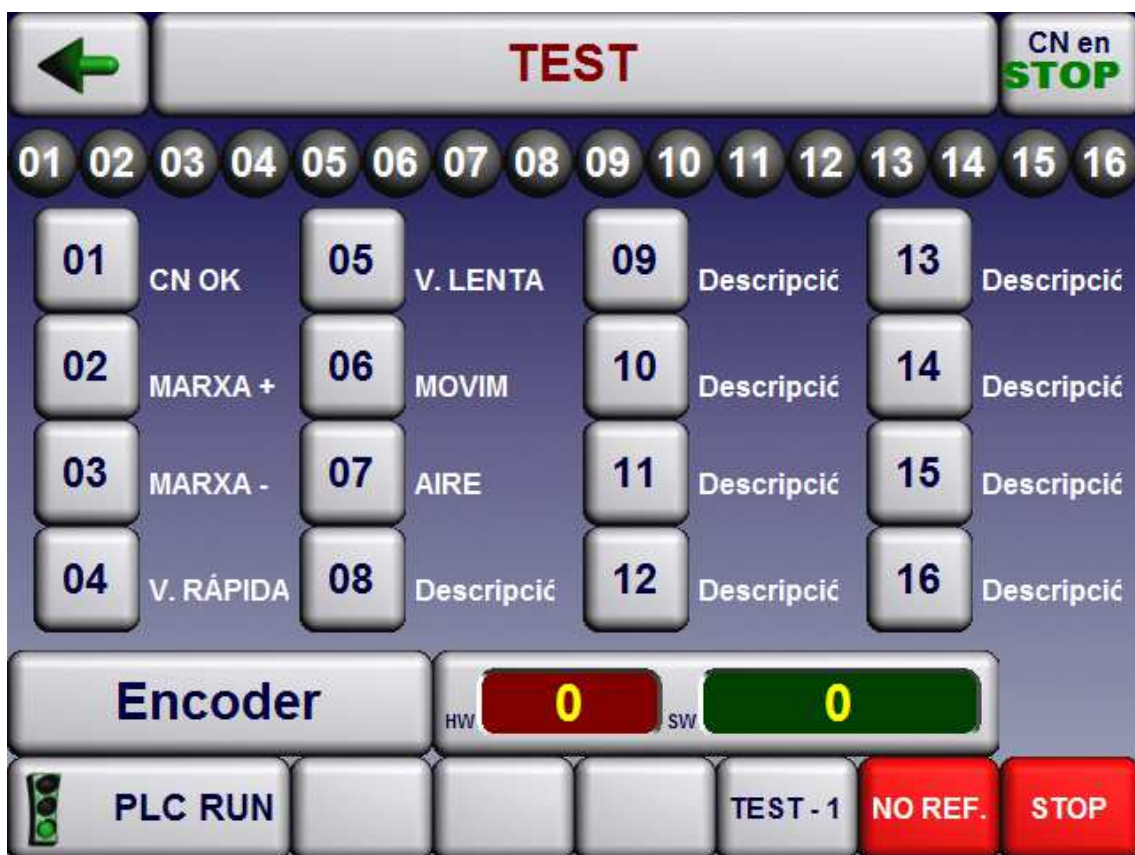 TEST
CN en
STOP
01 02 03 04 05 06 07 08 09 10 11 12 13 14 15 16
01 CN OK 05 V. LENTA 09 Descripció 13 Descripció
02 MARXA + 06 MOVIM 10 Descripció 14 Descripció
03 MARXA - 07 AIRE 11 Descripció 15 Descripció
04 V. RÁPIDA 08 Descripció 12 Descripció 16 Descripció
Encoder HW 0 SW 0
PLC RUN TEST - 1 NO REF. STOP